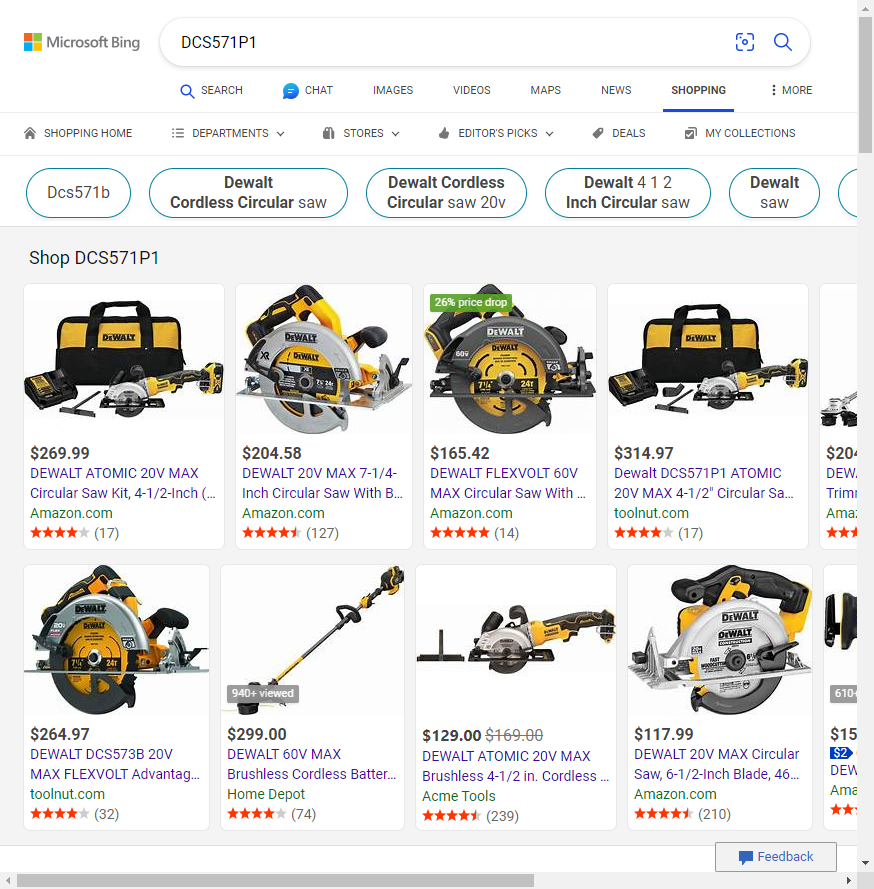 Microsoft Bing
DCS571P1
SEARCH
CHAT
IMAGES
VIDEOS
MAPS
NEWS
SHOPPING
MORE
SHOPPING HOME
DEPARTMENTS
STORES
EDITOR'S PICKS
DEALS
MY COLLECTIONS
Dcs571b
Dewalt
Cordless Circular saw
Dewalt Cordless
Circular saw 20v
Dewalt 4 1 2
Inch Circular saw
Dewalt
saw
Shop DCS571P1
$269.99
DEWALT ATOMIC 20V MAX
Circular Saw Kit, 4-1/2-Inch (...
Amazon.com
(17)
$204.58
DEWALT 20V MAX 7-1/4-
Inch Circular Saw With B...
Amazon.com
(127)
26% price drop
$165.42
DEWALT FLEXVOLT 60V
MAX Circular Saw With ...
Amazon.com
(14)
$314.97
Dewalt DCS571P1 ATOMIC
20V MAX 4-1/2" Circular Sa...
toolnut.com
(17)
$204
DEWA
Trimm
Amaz
$264.97
DEWALT DCS573B 20V
MAX FLEXVOLT Advantag...
toolnut.com
(32)
940+ viewed
$299.00
DEWALT 60V MAX
Brushless Cordless Batter...
Home Depot
(74)
$129.00 $169.00
DEWALT ATOMIC 20V MAX
Brushless 4-1/2 in. Cordless ...
Acme Tools
(239)
$117.99
DEWALT 20V MAX Circular
Saw, 6-1/2-Inch Blade, 46...
Amazon.com
(210)
610+
$15
$2
DEW
Ama
Feedback